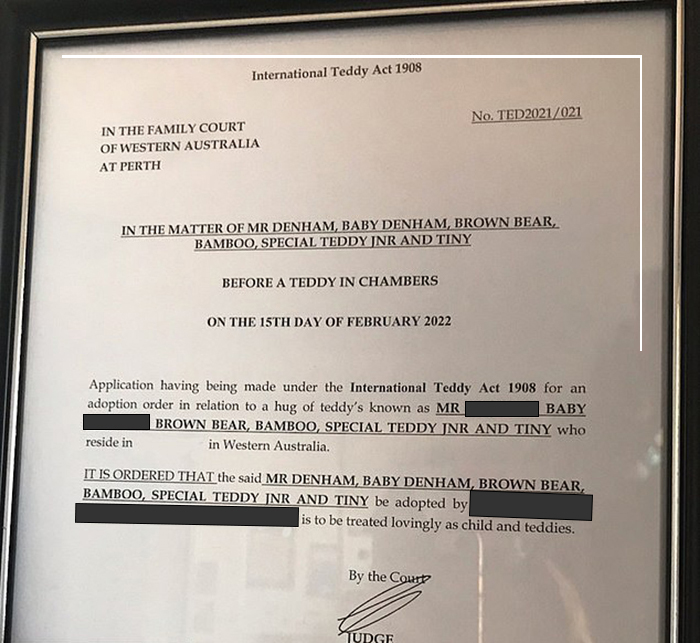 International Teddy Act 1908
No. TED2021/021
IN THE FAMILY COURT
OF WESTERN AUSTRALIA
AT PERTH
IN THE MATTER OF MR DENHAM, BABY DENHAM, BROWN BEAR,
BAMBOO, SPECIAL TEDDY JNR AND TINY
BEFORE A TEDDY IN CHAMBERS
ON THE 15TH DAY OF FEBRUARY 2022
Application having being made under the International Teddy Act 1908 for an
adoption order in relation to a hug of teddy's known as MR BABY
BROWN BEAR, BAMBOO, SPECIAL TEDDY JNR AND TINY who
reside in in Western Australia.
IT IS ORDERED THAT the said MR DENHAM, BABY DENHAM, BROWN BEAR,
BAMBOO, SPECIAL TEDDY JNR AND TINY be adopted by
is to be treated lovingly as child and teddies.
By the Court
JUDGE